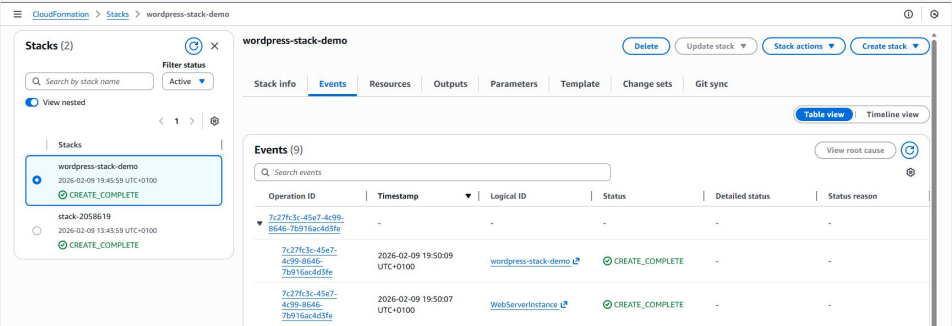 CloudFormation > Stacks > wordpress-stack-demo
Stacks (2)
Filter status
Search by stack name
Active
View nested
1
Stacks
wordpress-stack-demo
2026-02-09 19:45:59 UTC+0100
CREATE_COMPLETE
stack-2058619
2026-02-09 13:43:59 UTC+0100
CREATE_COMPLETE
wordpress-stack-demo
Delete Update stack Stack actions Create stack
Stack info Events Resources Outputs Parameters Template Change sets Git sync
Table view Timeline view
Events (9)
View root cause
Search events
Operation ID Timestamp Logical ID Status Detailed status Status reason
7c27fc3c-45e7-4c99-
8646-7b916ac4d3fe
- - - - -
7c27fc3c-45e7-
4c99-8646-
7b916ac4d3fe
2026-02-09 19:50:09
UTC+0100
wordpress-stack-demo
CREATE_COMPLETE
- -
7c27fc3c-45e7-
4c99-8646-
7b916ac4d3fe
2026-02-09 19:50:07
UTC+0100
WebServerInstance
CREATE_COMPLETE
- -